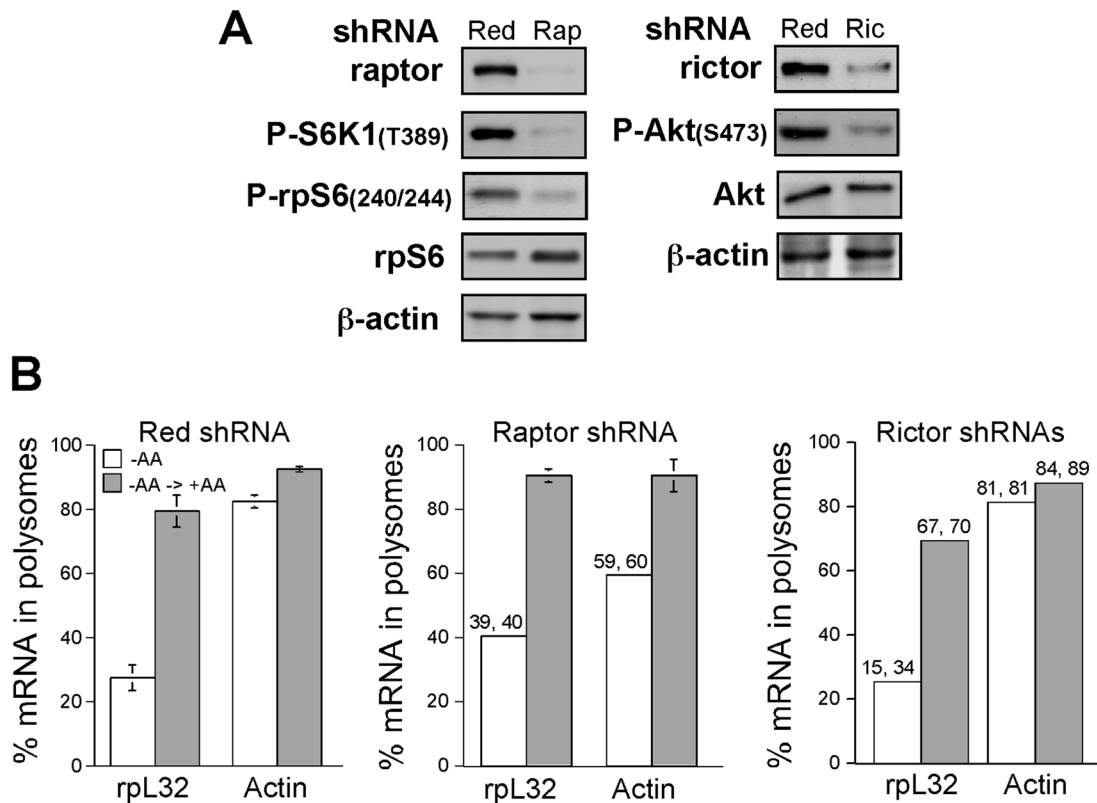 A
shRNA Red Rap
raptor
P-S6K1(T389)
P-rpS6(240/244)
rpS6
β-actin
shRNA Red Ric
rictor
P-Akt(S473)
Akt
β-actin
B
Red shRNA
-AA
-AA -> +AA
% mRNA in polysomes
100
80
60
40
20
0
rpL32 Actin
Raptor shRNA
% mRNA in polysomes
100
80
60
40
20
0
39, 40
59, 60
rpL32 Actin
Rictor shRNAs
% mRNA in polysomes
100
80
60
40
20
0
15, 34
67, 70
81, 81
84, 89
rpL32 Actin